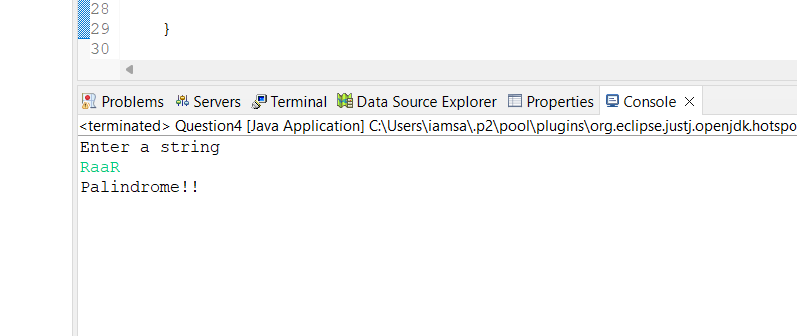 28
29 }
30
Problems Servers Terminal Data Source Explorer Properties Console
<terminated> Question4 [Java Application] C:\Users\iamsa\.p2\pool\plugins\org.eclipse.justj.openjdk.hotspo
Enter a string
RaaR
Palindrome!!